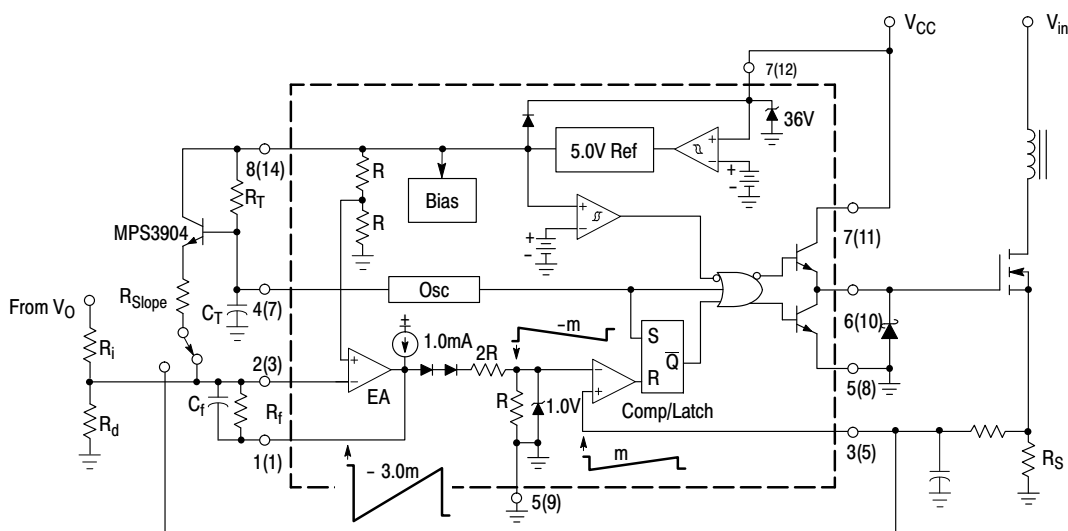 V_CC
V_in
7(12)
36V
5.0V Ref
+
−
+
-
8(14)
R
R_T
Bias
+
−
R
MPS3904
+
-
7(11)
R_Slope
Osc
From V_O
C_T
4(7)
−m
S
6(10)
±
1.0mA
2R
Q̅
R_i
2(3)
+
−
EA
−
+
R
5(8)
C_f
R_f
R
1.0V
Comp/Latch
R_d
1(1)
3(5)
m
R_S
− 3.0m
5(9)